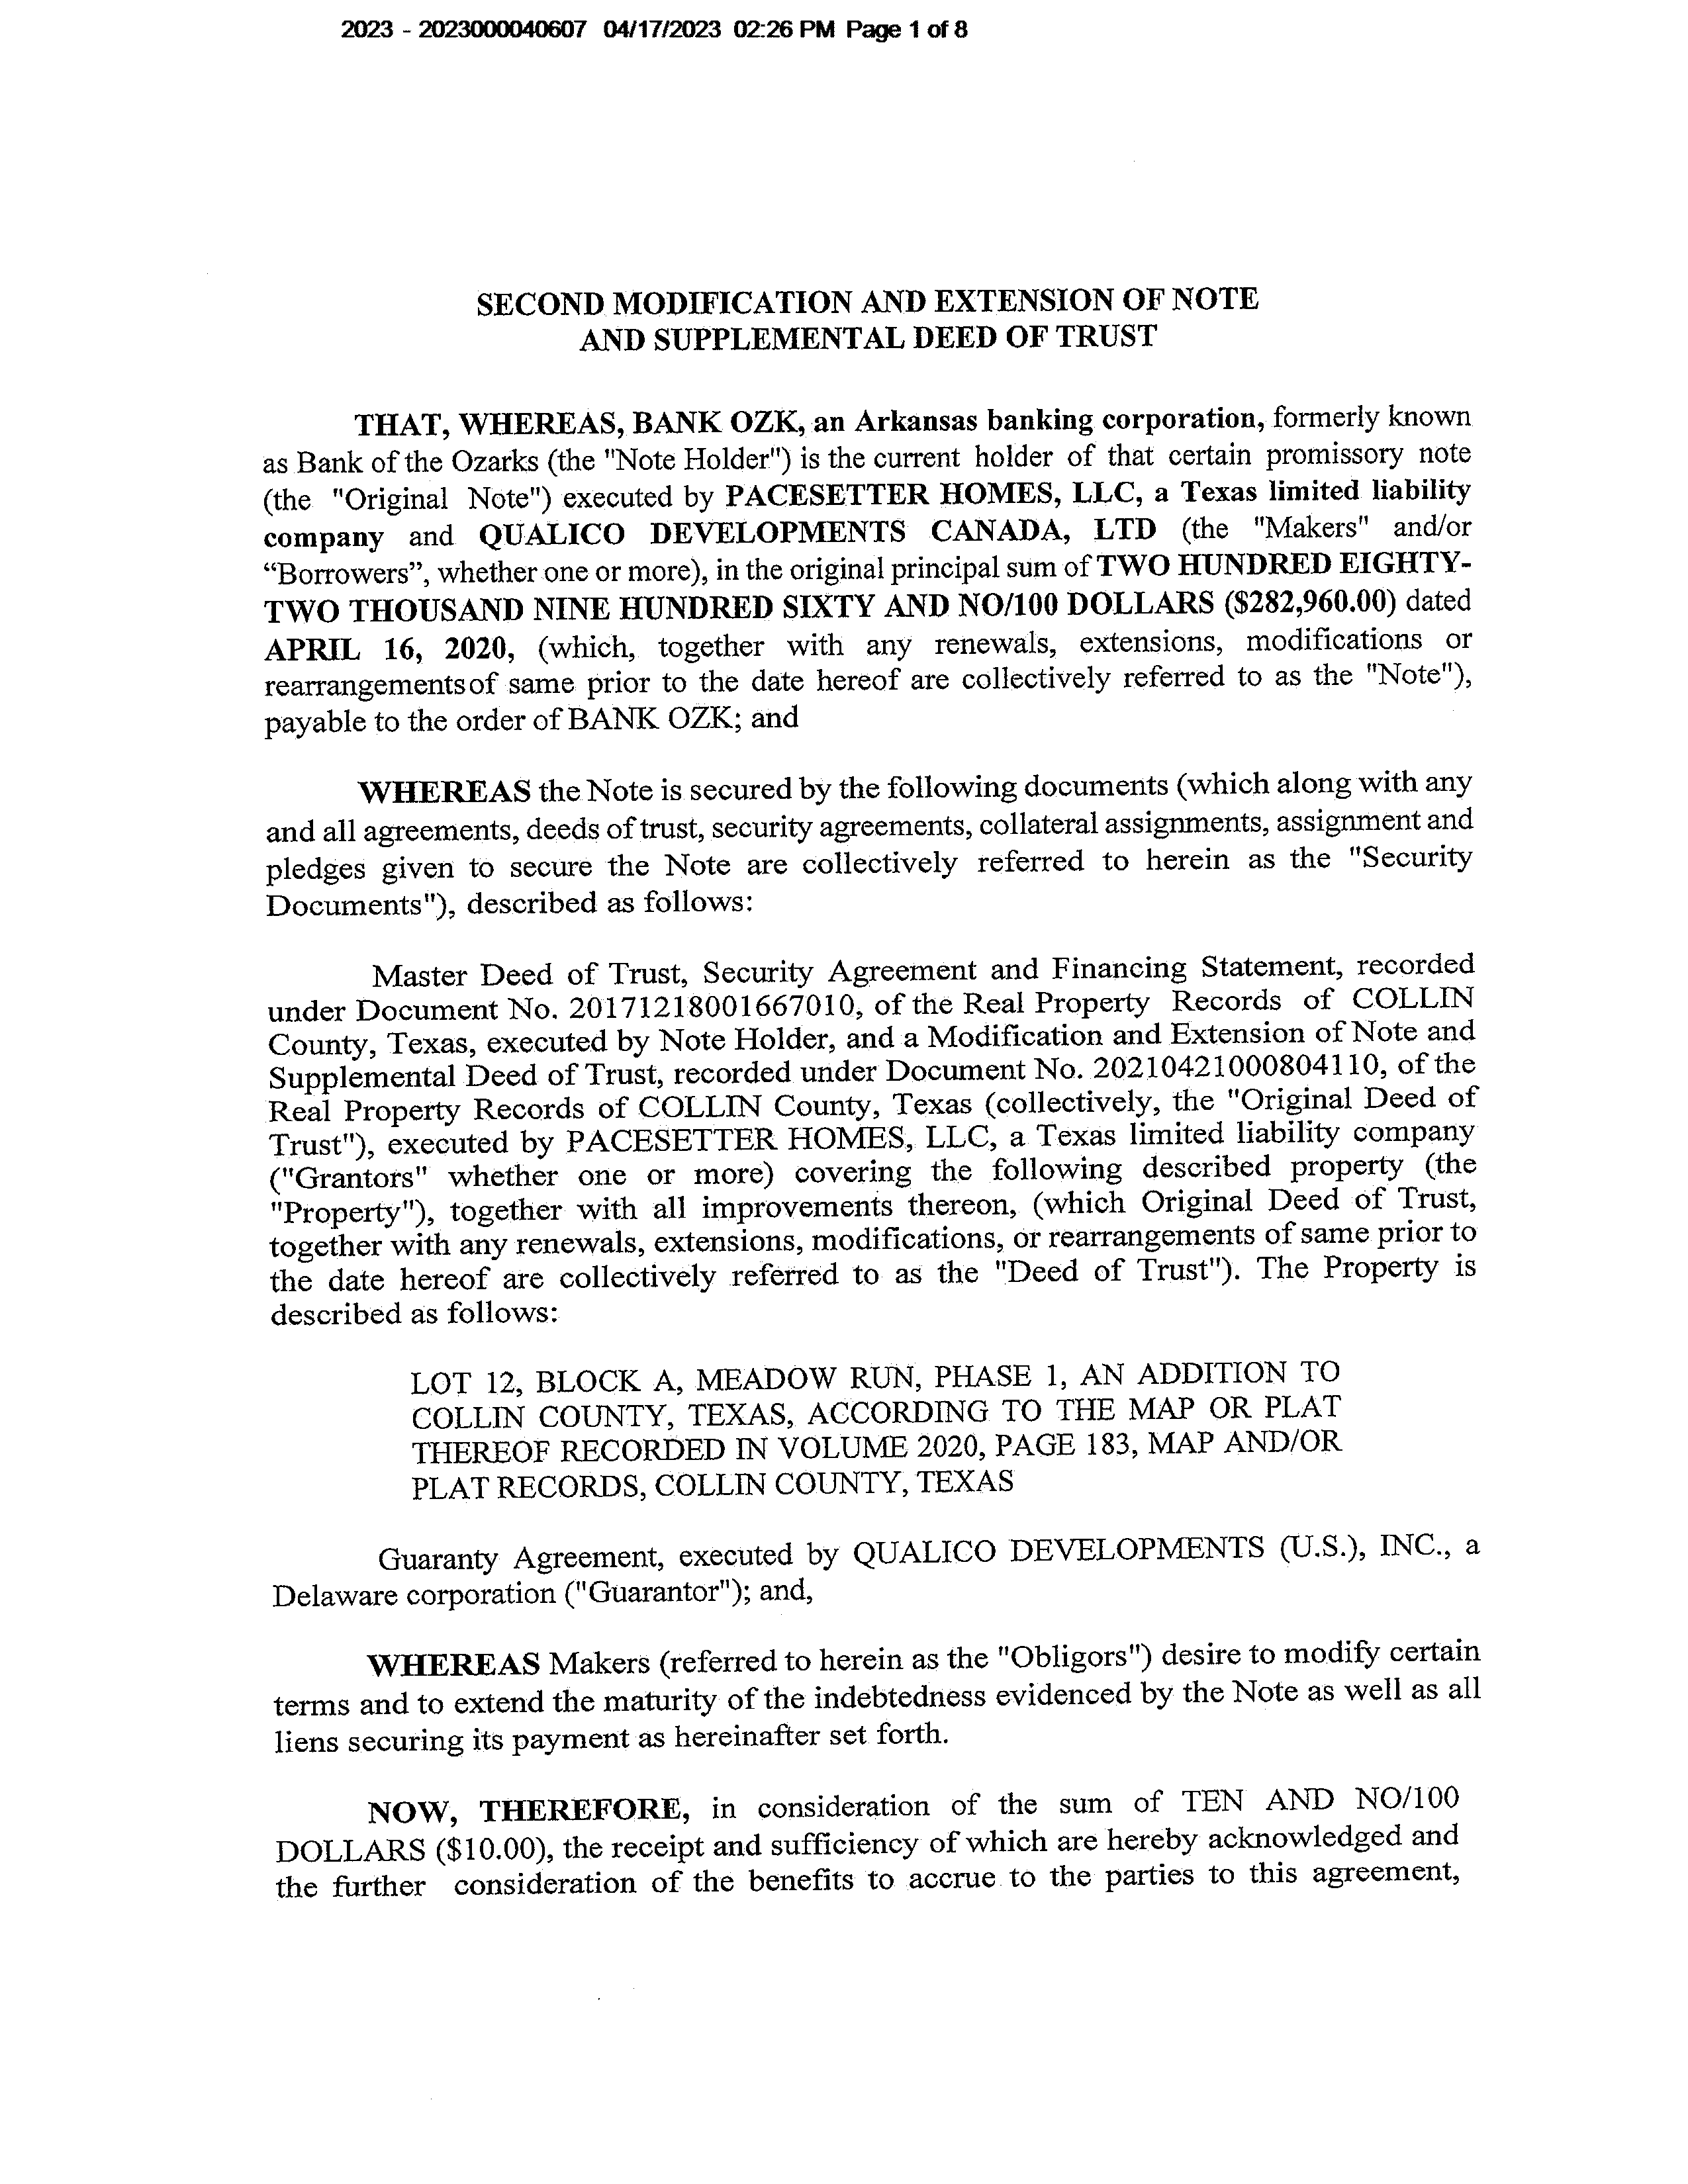 2023 - 2023000040607 04/17/2023 02:26 PM Page 1 of 8
SECOND MODIFICATION AND EXTENSION OF NOTE
AND SUPPLEMENTAL DEED OF TRUST
THAT, WHEREAS, BANK OZK, an Arkansas banking corporation, formerly known
as Bank of the Ozarks (the "Note Holder") is the current holder of that certain promissory note
(the "Original Note") executed by PACESETTER HOMES, LLC, a Texas limited liability
company and QUALICO DEVELOPMENTS CANADA, LTD (the "Makers" and/or
“Borrowers”, whether one or more), in the original principal sum of TWO HUNDRED EIGHTY-
TWO THOUSAND NINE HUNDRED SIXTY AND NO/100 DOLLARS ($282,960.00) dated
APRIL 16, 2020, (which, together with any renewals, extensions, modifications or
rearrangements of same prior to the date hereof are collectively referred to as the "Note"),
payable to the order of BANK OZK; and
WHEREAS the Note is secured by the following documents (which along with any
and all agreements, deeds of trust, security agreements, collateral assignments, assignment and
pledges given to secure the Note are collectively referred to herein as the "Security
Documents"), described as follows:
Master Deed of Trust, Security Agreement and Financing Statement, recorded
under Document No. 20171218001667010, of the Real Property Records of COLLIN
County, Texas, executed by Note Holder, and a Modification and Extension of Note and
Supplemental Deed of Trust, recorded under Document No. 20210421000804110, of the
Real Property Records of COLLIN County, Texas (collectively, the "Original Deed of
Trust"), executed by PACESETTER HOMES, LLC, a Texas limited liability company
("Grantors" whether one or more) covering the following described property (the
"Property"), together with all improvements thereon, (which Original Deed of Trust,
together with any renewals, extensions, modifications, or rearrangements of same prior to
the date hereof are collectively referred to as the "Deed of Trust"). The Property is
described as follows:
LOT 12, BLOCK A, MEADOW RUN, PHASE 1, AN ADDITION TO
COLLIN COUNTY, TEXAS, ACCORDING TO THE MAP OR PLAT
THEREOF RECORDED IN VOLUME 2020, PAGE 183, MAP AND/OR
PLAT RECORDS, COLLIN COUNTY, TEXAS
Guaranty Agreement, executed by QUALICO DEVELOPMENTS (U.S.), INC., a
Delaware corporation ("Guarantor"); and,
WHEREAS Makers (referred to herein as the "Obligors") desire to modify certain
terms and to extend the maturity of the indebtedness evidenced by the Note as well as all
liens securing its payment as hereinafter set forth.
NOW, THEREFORE, in consideration of the sum of TEN AND NO/100
DOLLARS ($10.00), the receipt and sufficiency of which are hereby acknowledged and
the further consideration of the benefits to accrue to the parties to this agreement,